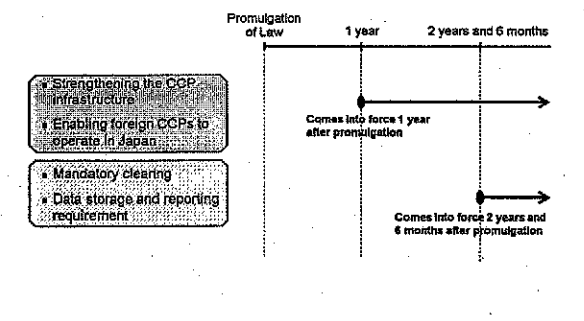 Promulgation
of Law
1 year
2 years and 6 months
• Strengthening the CCP
infrastructure
• Enabling foreign CCPs to
operate in Japan
Comes into force 1 year
after promulgation
• Mandatory clearing
• Data storage and reporting
requirement
Comes into force 2 years and
6 months after promulgation